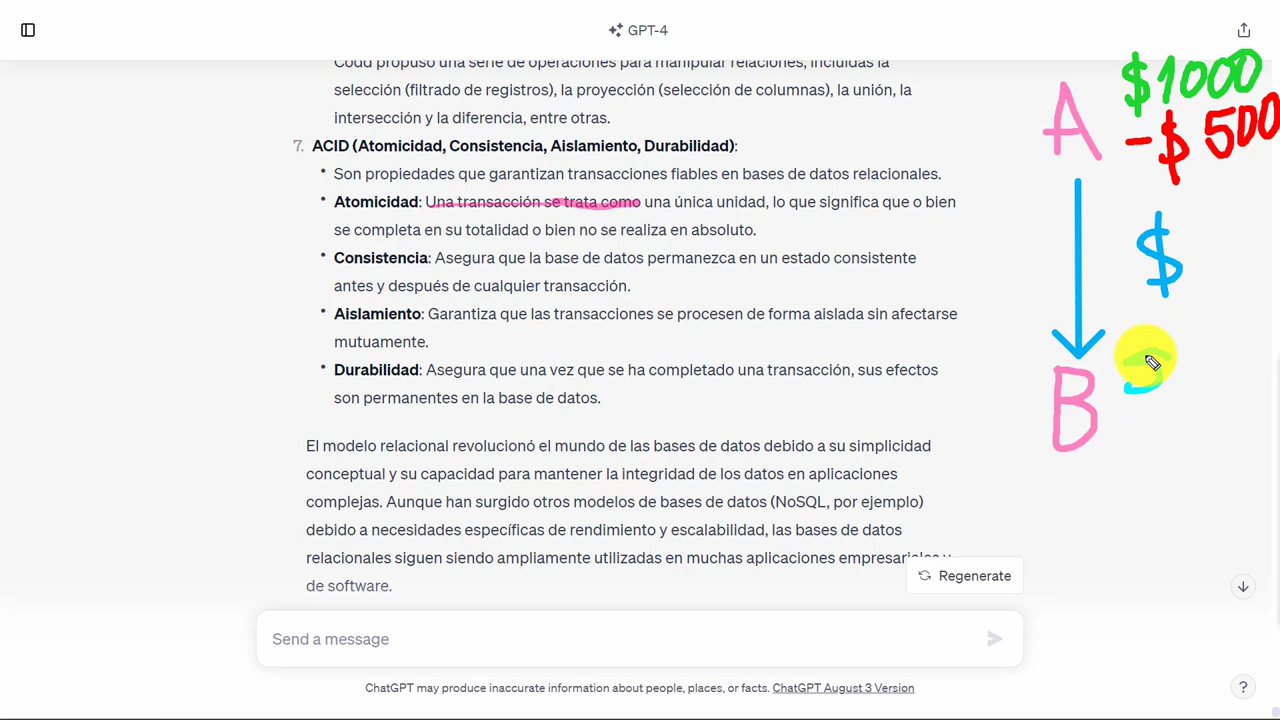 GPT-4
Codd propuso una serie de operaciones para manipular relaciones, incluidas la
selección (filtrado de registros), la proyección (selección de columnas), la unión, la
intersección y la diferencia, entre otras.
7. ACID (Atomicidad, Consistencia, Aislamiento, Durabilidad):
• Son propiedades que garantizan transacciones fiables en bases de datos relacionales.
• Atomicidad: Una transacción se trata como una única unidad, lo que significa que o bien
se completa en su totalidad o bien no se realiza en absoluto.
• Consistencia: Asegura que la base de datos permanezca en un estado consistente
antes y después de cualquier transacción.
• Aislamiento: Garantiza que las transacciones se procesen de forma aislada sin afectarse
mutuamente.
• Durabilidad: Asegura que una vez que se ha completado una transacción, sus efectos
son permanentes en la base de datos.
El modelo relacional revolucionó el mundo de las bases de datos debido a su simplicidad
conceptual y su capacidad para mantener la integridad de los datos en aplicaciones
complejas. Aunque han surgido otros modelos de bases de datos (NoSQL, por ejemplo)
debido a necesidades específicas de rendimiento y escalabilidad, las bases de datos
relacionales siguen siendo ampliamente utilizadas en muchas aplicaciones empresariales y
de software.
Regenerate
Send a message
ChatGPT may produce inaccurate information about people, places, or facts. ChatGPT August 3 Version
?
A
$1000
- $ 500
$
B